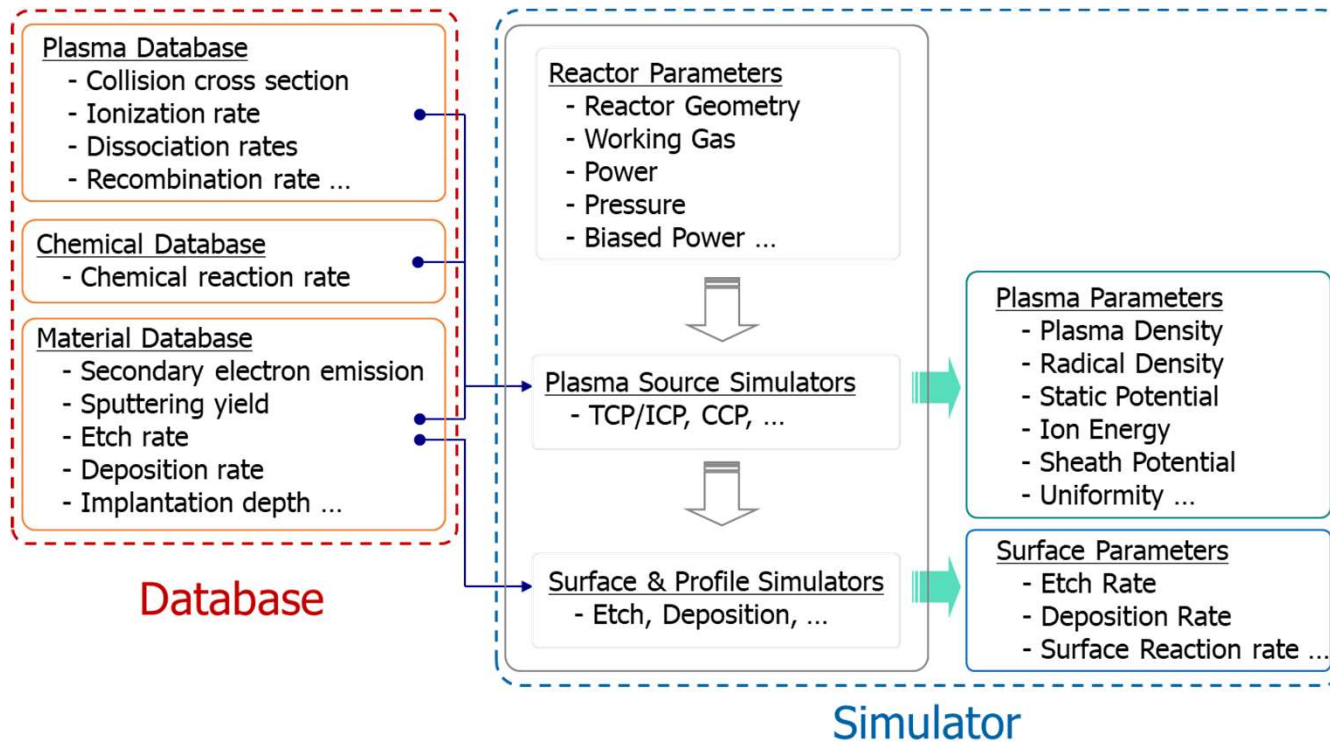 Plasma Database
- Collision cross section
- Ionization rate
- Dissociation rates
- Recombination rate ...
Chemical Database
- Chemical reaction rate
Material Database
- Secondary electron emission
- Sputtering yield
- Etch rate
- Deposition rate
- Implantation depth ...
Database
Reactor Parameters
- Reactor Geometry
- Working Gas
- Power
- Pressure
- Biased Power ...
Plasma Source Simulators
- TCP/ICP, CCP, ...
Surface & Profile Simulators
- Etch, Deposition, ...
Plasma Parameters
- Plasma Density
- Radical Density
- Static Potential
- Ion Energy
- Sheath Potential
- Uniformity ...
Surface Parameters
- Etch Rate
- Deposition Rate
- Surface Reaction rate ...
Simulator